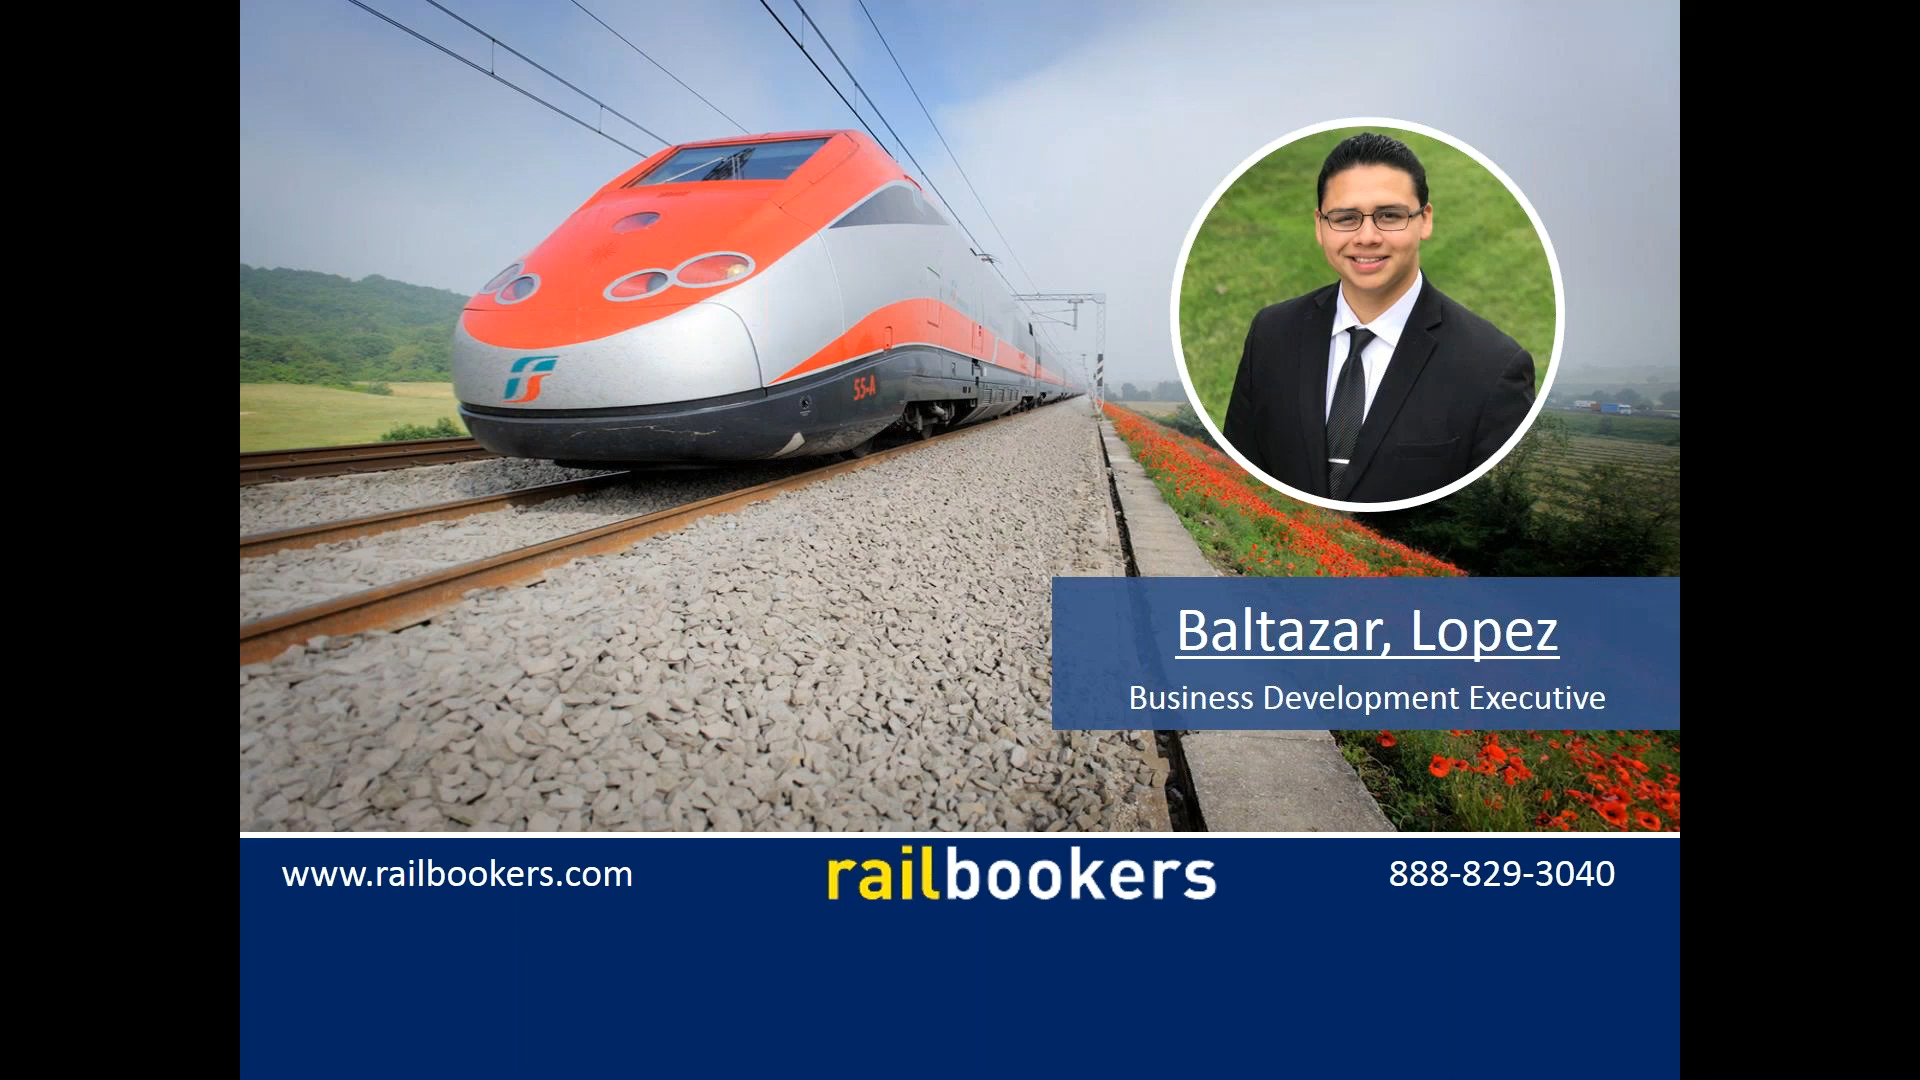 55-A
Baltazar, Lopez
Business Development Executive
www.railbookers.com
railbookers
888-829-3040